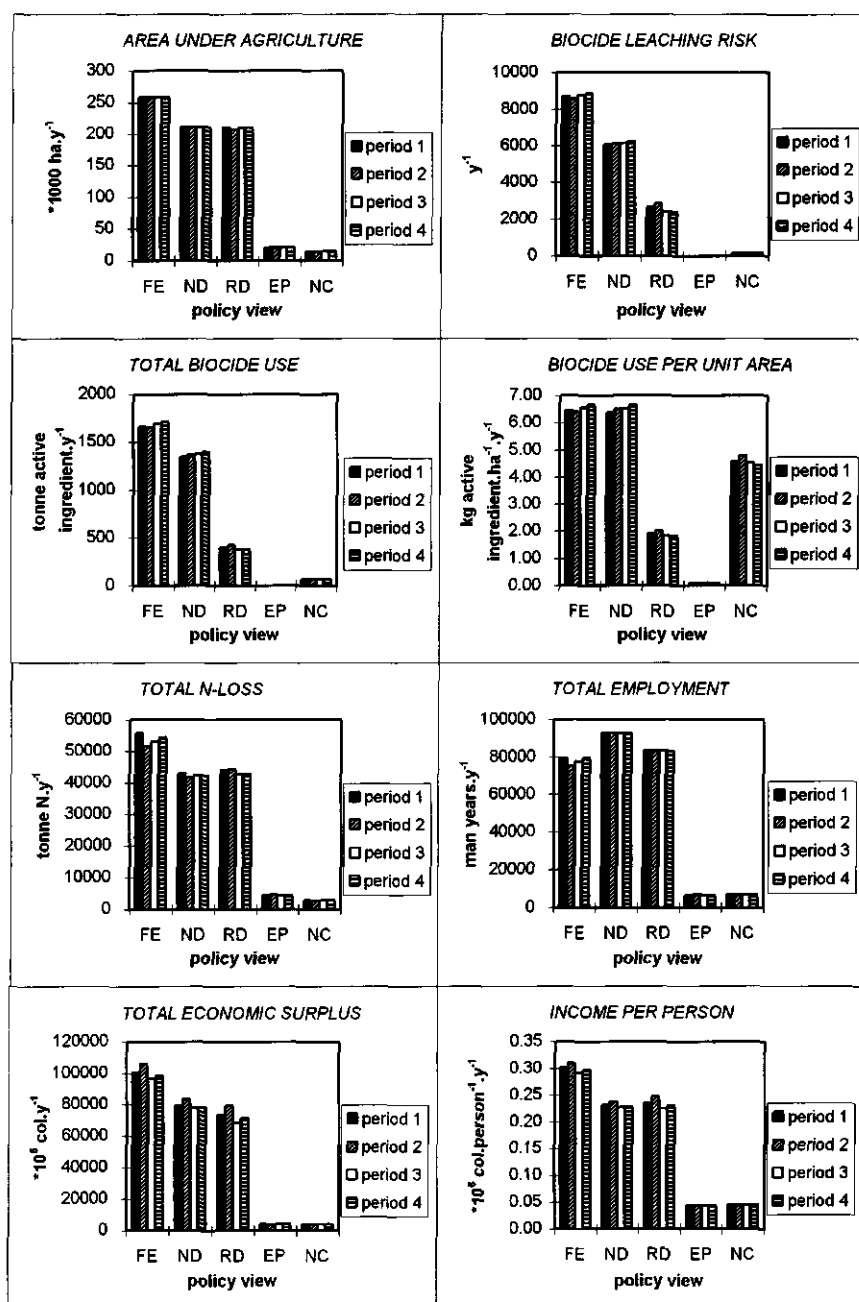 AREA UNDER AGRICULTURE
300
250
200
150
100
50
0
*1000 ha.y-1
FE ND RD EP NC
policy view
period 1
period 2
period 3
period 4
BIOCIDE LEACHING RISK
10000
8000
6000
4000
2000
0
y-1
FE ND RD EP NC
policy view
period 1
period 2
period 3
period 4
TOTAL BIOCIDE USE
2000
1500
1000
500
0
tonne active
ingredient.y-1
FE ND RD EP NC
policy view
period 1
period 2
period 3
period 4
BIOCIDE USE PER UNIT AREA
7.00
6.00
5.00
4.00
3.00
2.00
1.00
0.00
kg active
ingredient.ha-1.y-1
FE ND RD EP NC
policy view
period 1
period 2
period 3
period 4
TOTAL N-LOSS
60000
50000
40000
30000
20000
10000
0
tonne N.y-1
FE ND RD EP NC
policy view
period 1
period 2
period 3
period 4
TOTAL EMPLOYMENT
100000
80000
60000
40000
20000
0
man years.y-1
FE ND RD EP NC
policy view
period 1
period 2
period 3
period 4
TOTAL ECONOMIC SURPLUS
120000
100000
80000
60000
40000
20000
0
*10⁶ col.y-1
FE ND RD EP NC
policy view
period 1
period 2
period 3
period 4
INCOME PER PERSON
0.35
0.30
0.25
0.20
0.15
0.10
0.05
0.00
*10⁶ col.person-1.y-1
FE ND RD EP NC
policy view
period 1
period 2
period 3
period 4